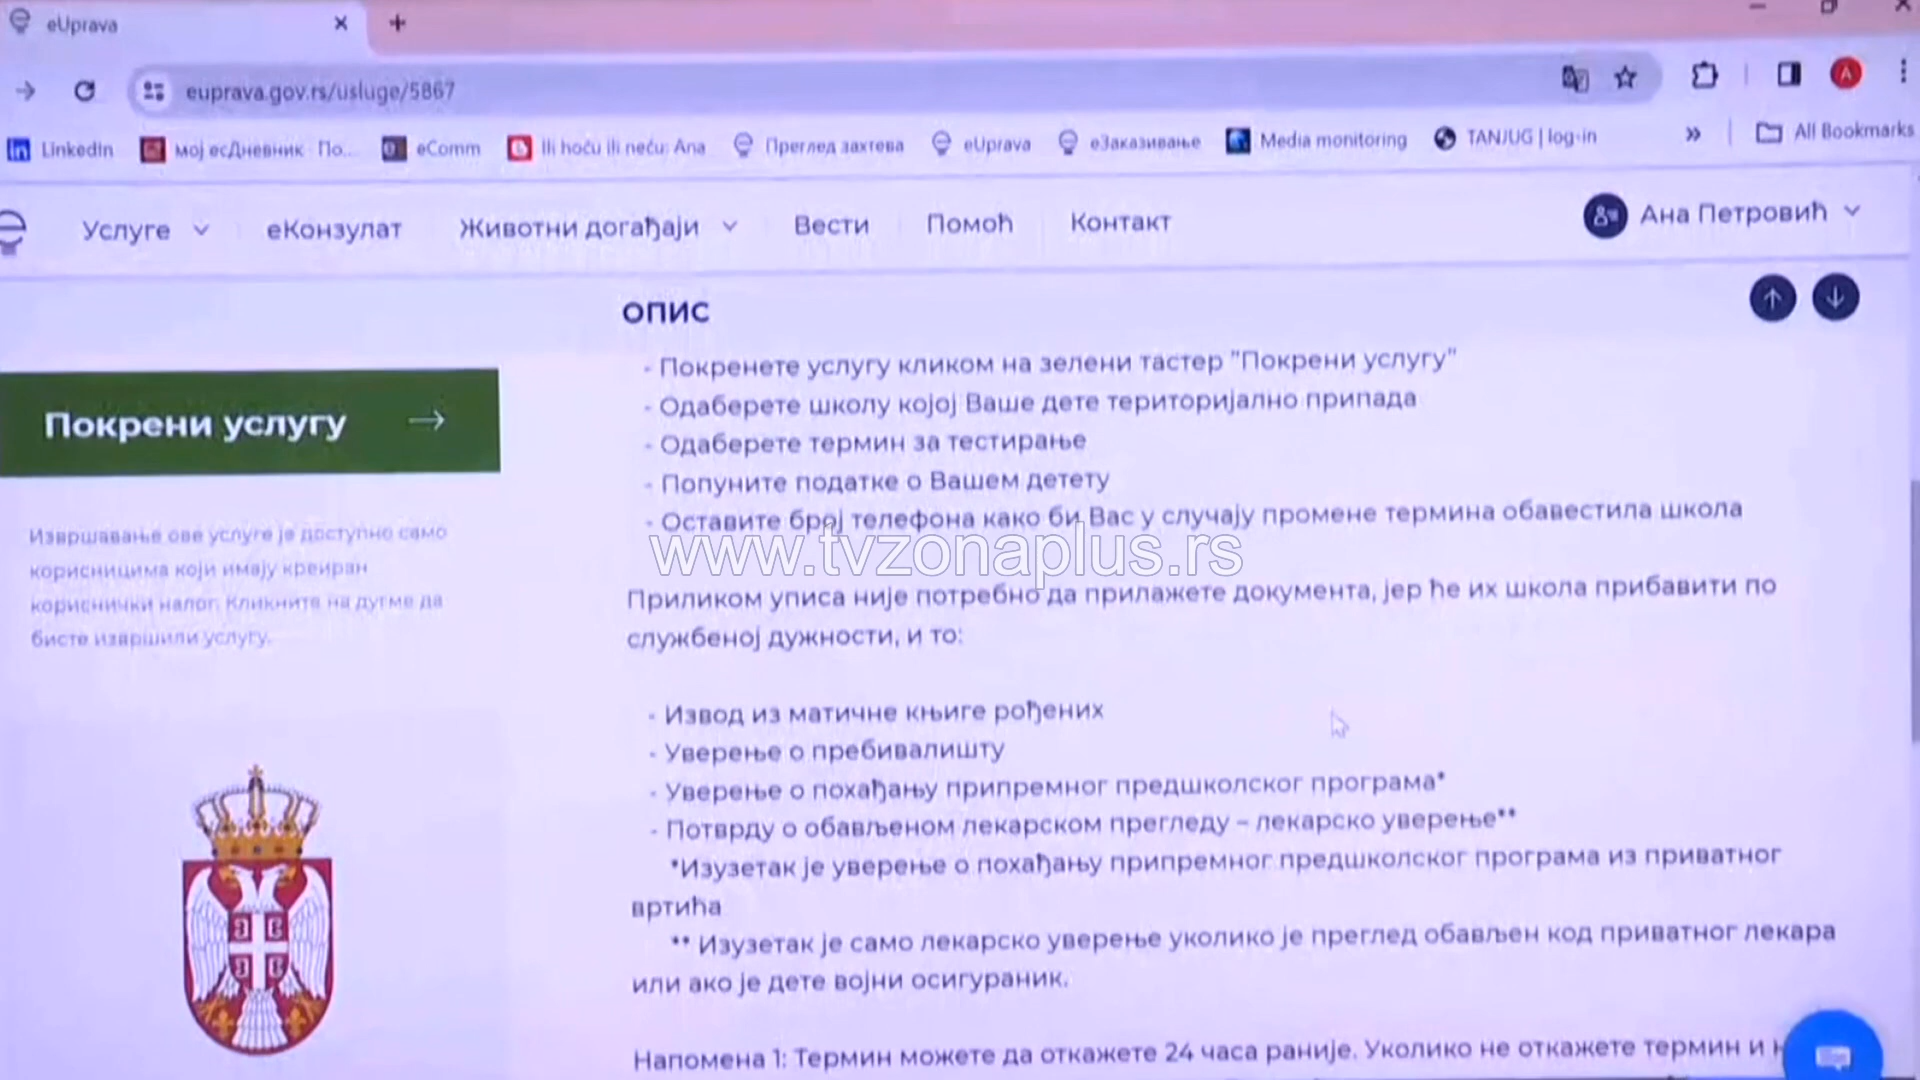 eUprava
euprava.gov.rs/usluge/5867
LinkedIn мој есДневник - По... eComm Ili hoću ili neću: Ana Преглед захтева eUprava еЗаказивање Media monitoring TANJUG | log-in » All Bookmarks
Услуге еКонзулат Животни догађаји Вести Помоћ Контакт Ана Петровић
ОПИС
- Покренете услугу кликом на зелени тастер "Покрени услугу"
- Одаберете школу којој Ваше дете територијално припада
Покрени услугу →
- Одаберете термин за тестирање
- Попуните податке о Вашем детету
- Оставите број телефона како би Вас у случају промене термина обавестила школа
Извршавање ове услуге је доступно само
корисницима који имају креиран
кориснички налог. Кликните на дугме да
бисте извршили услугу.
www.tvzonaplus.rs
Приликом уписа није потребно да прилажете документа, јер ће их школа прибавити по
службеној дужности, и то:
- Извод из матичне књиге рођених
- Уверење о пребивалишту
- Уверење о похађању припремног предшколског програма*
- Потврду о обављеном лекарском прегледу – лекарско уверење**
*Изузетак је уверење о похађању припремног предшколског програма из приватног
вртића
** Изузетак је само лекарско уверење уколико је преглед обављен код приватног лекара
или ако је дете војни осигураник.
Напомена 1: Термин можете да откажете 24 часа раније. Уколико не откажете термин и